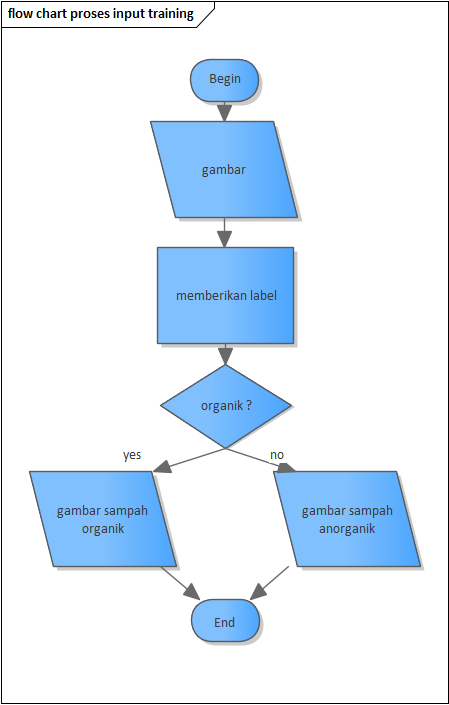 flow chart proses input training
Begin
gambar
memberikan label
organik ?
yes
no
gambar sampah
organik
gambar sampah
anorganik
End